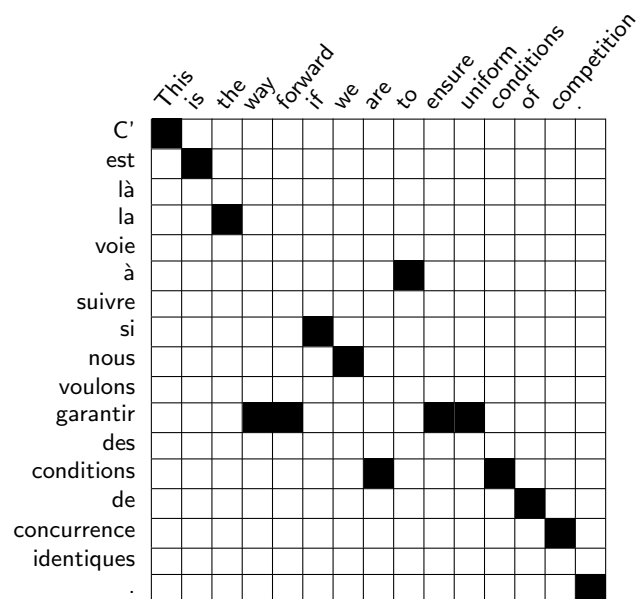 This is the way forward if we are to ensure uniform conditions of competition .
C'
est
là
la
voie
à
suivre
si
nous
voulons
garantir
des
conditions
de
concurrence
identiques
.